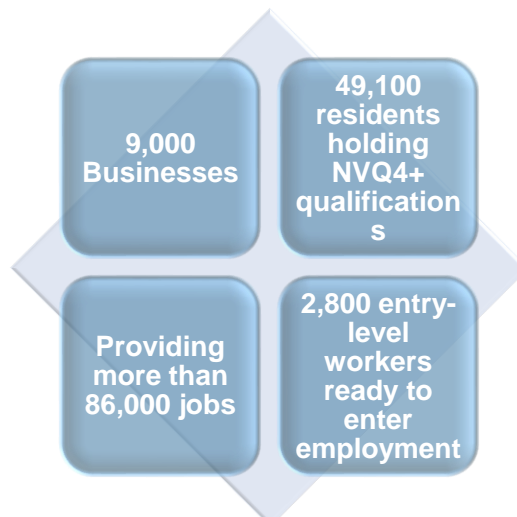 9,000
Businesses
49,100
residents
holding
NVQ4+
qualification
s
Providing
more than
86,000 jobs
2,800 entry-
level
workers
ready to
enter
employment